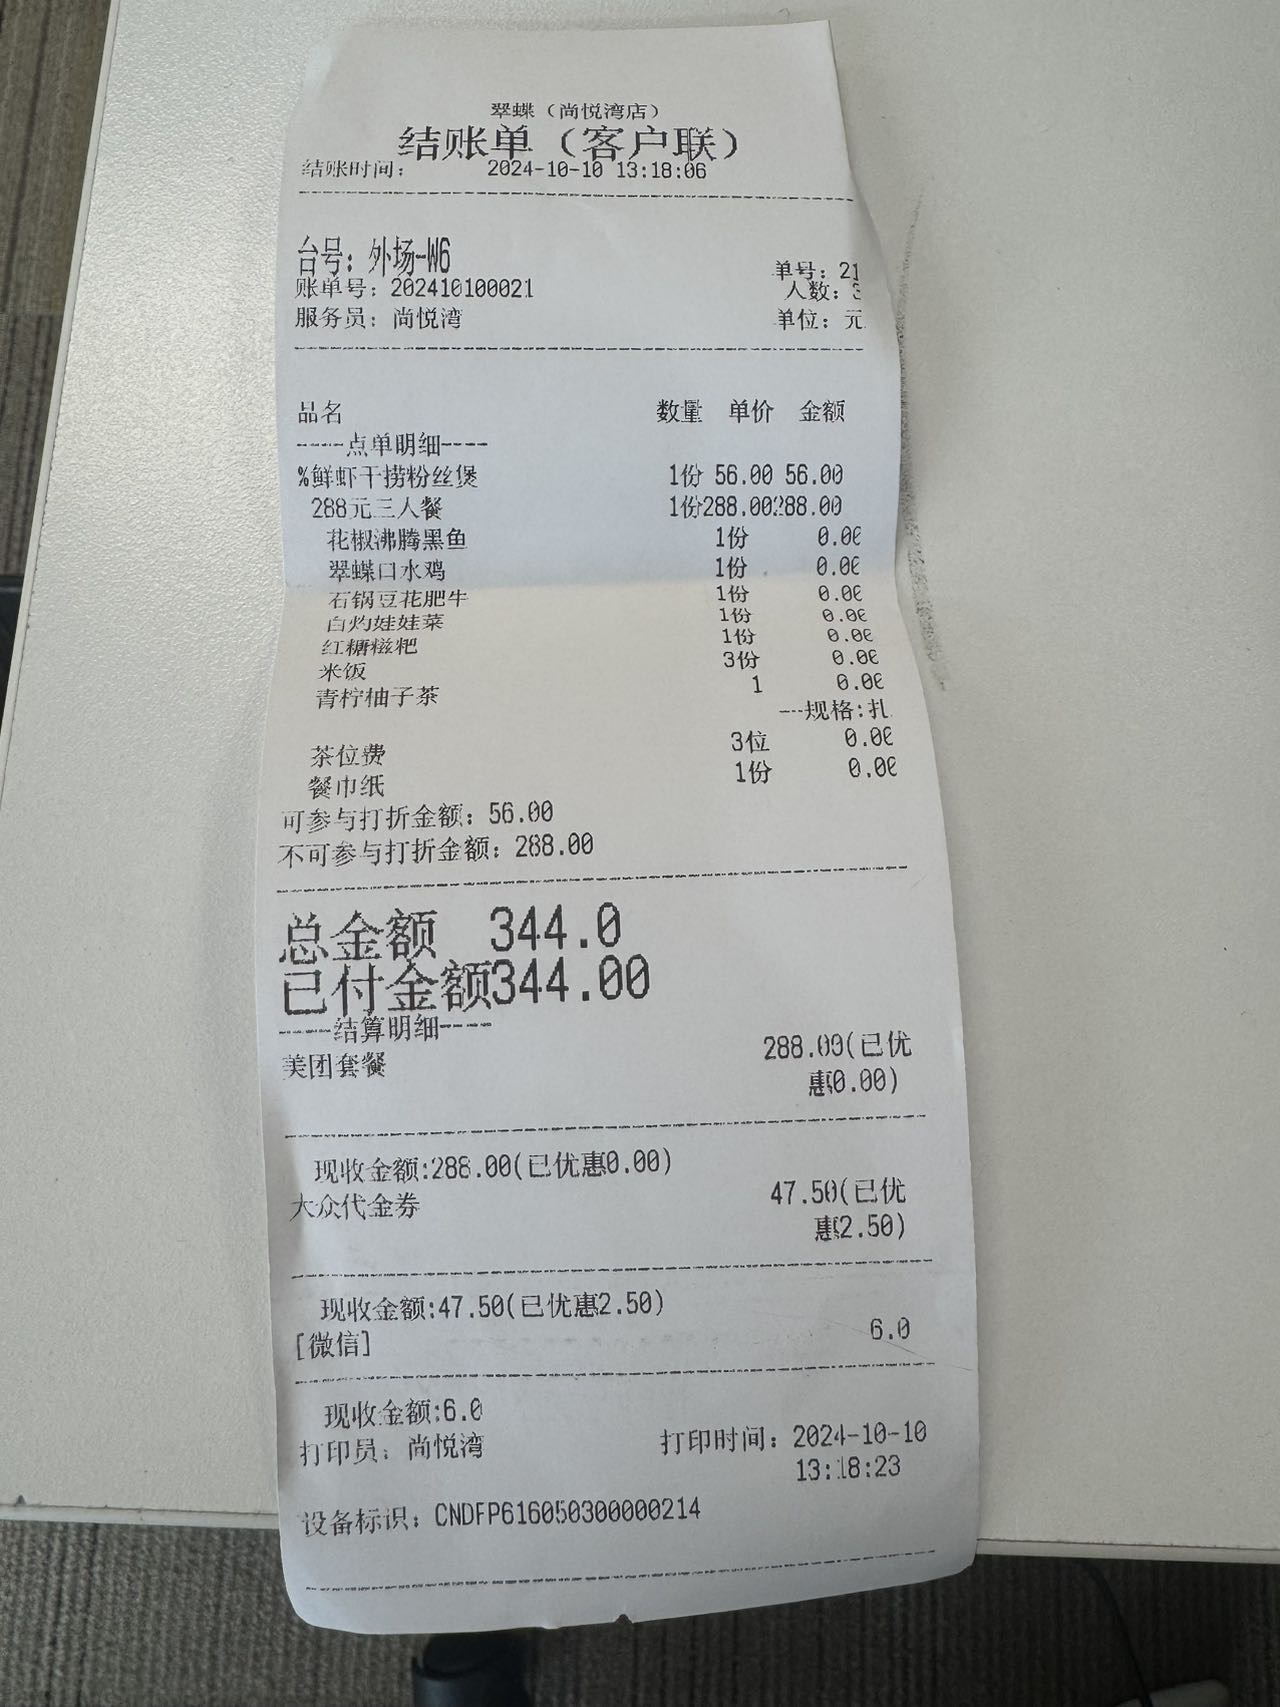 翠蝶（尚悦湾店）
结账单（客户联）
结账时间： 2024-10-10 13:18:06
台号：外场-W6
单号：21
账单号：202410100021
人数：3
服务员：尚悦湾
单位：元
品名 数量 单价 金额
----点单明细----
%鲜虾干捞粉丝煲 1份 56.00 56.00
288元三人餐 1份288.00288.00
花椒沸腾黑鱼 1份 0.00
翠蝶口水鸡 1份 0.00
石锅豆花肥牛 1份 0.00
白灼娃娃菜 1份 0.00
红糖糍粑 1份 0.00
米饭 3份 0.00
青柠柚子茶 1 0.00
---规格:扎
茶位费 3位 0.00
餐巾纸 1份 0.00
可参与打折金额：56.00
不可参与打折金额：288.00
总金额 344.0
已付金额344.00
----结算明细----
美团套餐 288.00(已优
惠0.00)
现收金额:288.00(已优惠0.00)
大众代金券 47.50(已优
惠2.50)
现收金额:47.50(已优惠2.50)
[微信] 6.0
现收金额:6.0
打印员：尚悦湾 打印时间：2024-10-10
13:18:23
设备标识：CNDFP616050300000214